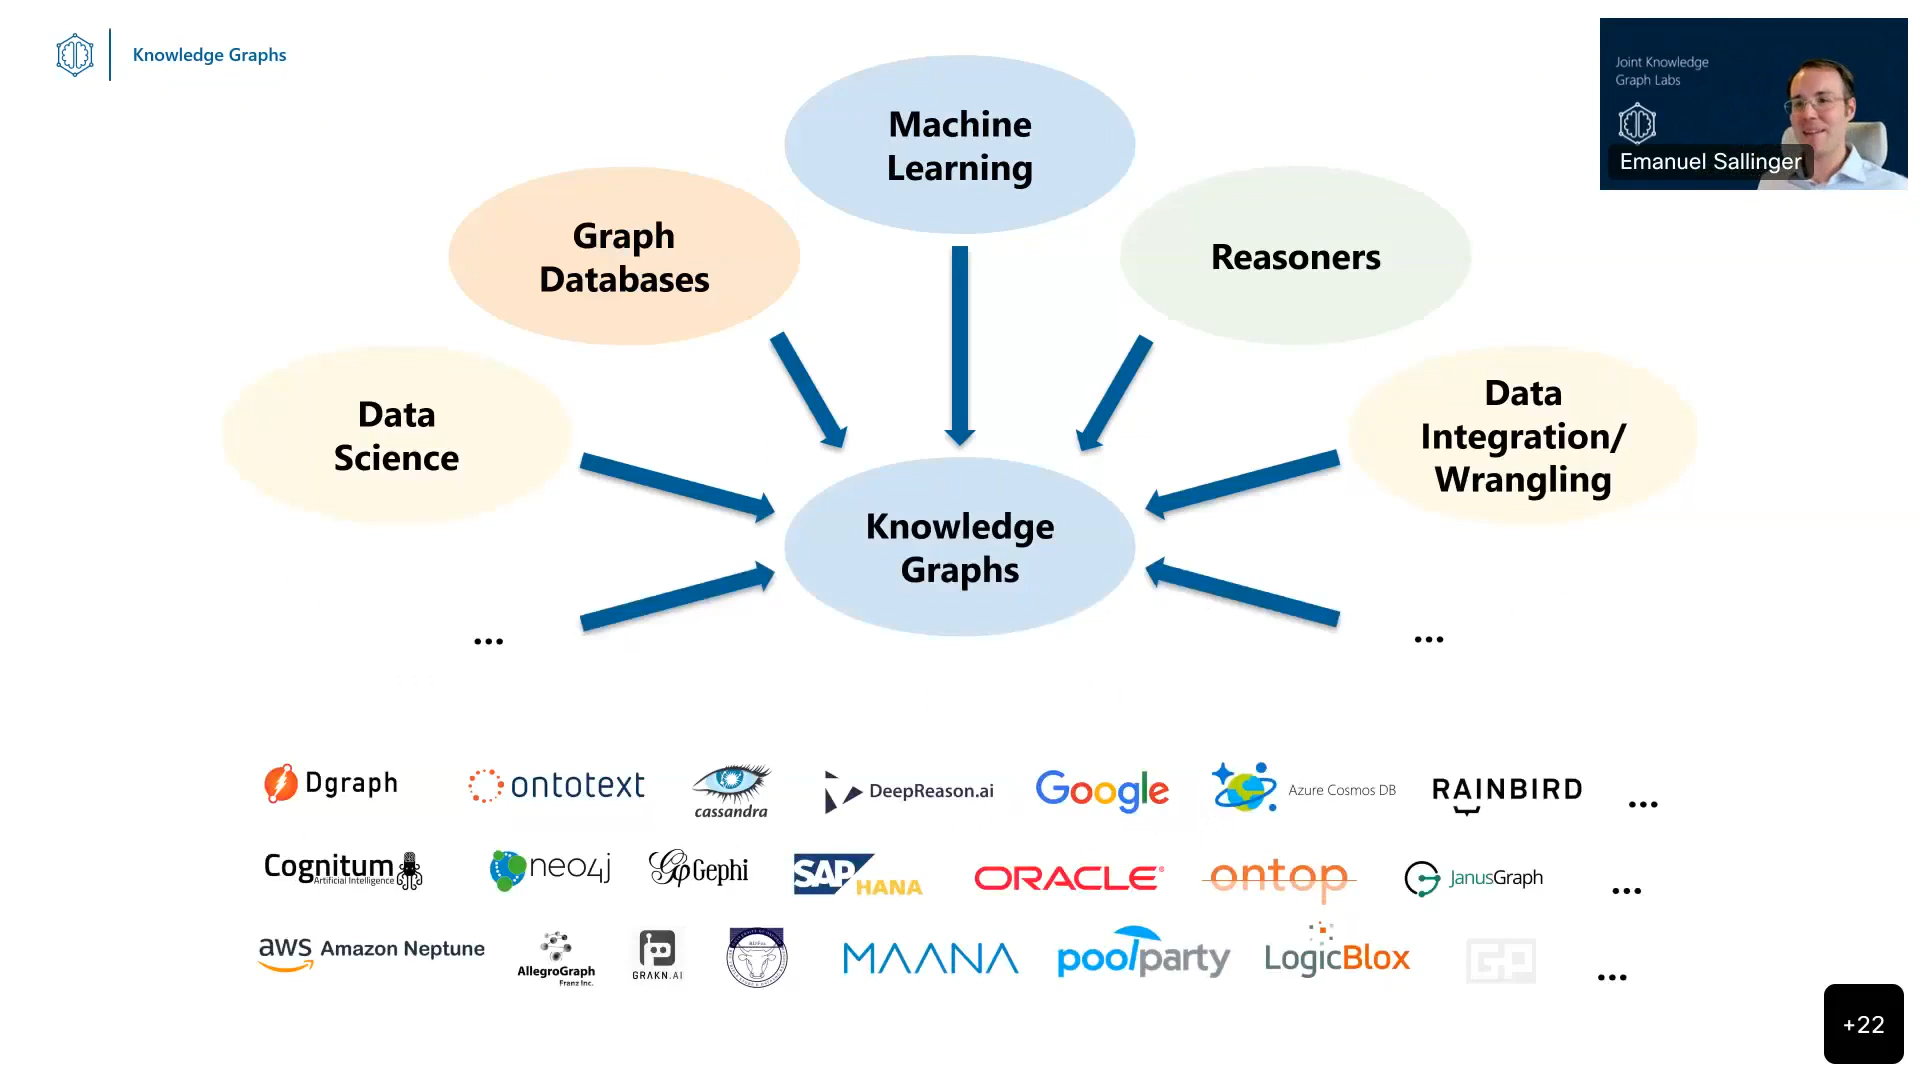 Knowledge Graphs
Joint Knowledge
Graph Labs
Emanuel Sallinger
Machine
Learning
Graph
Databases
Reasoners
Data
Science
Data
Integration/
Wrangling
Knowledge
Graphs
...
...
Dgraph
ontotext
cassandra
DeepReason.ai
Google
Azure Cosmos DB
RAINBIRD
...
Cognitum
Artificial Intelligence
neo4j
Gephi
SAP HANA
ORACLE
ontop
JanusGraph
...
aws Amazon Neptune
AllegroGraph
Franz Inc.
GRAKN.AI
MAANA
poolparty
LogicBlox
GP
...
+22